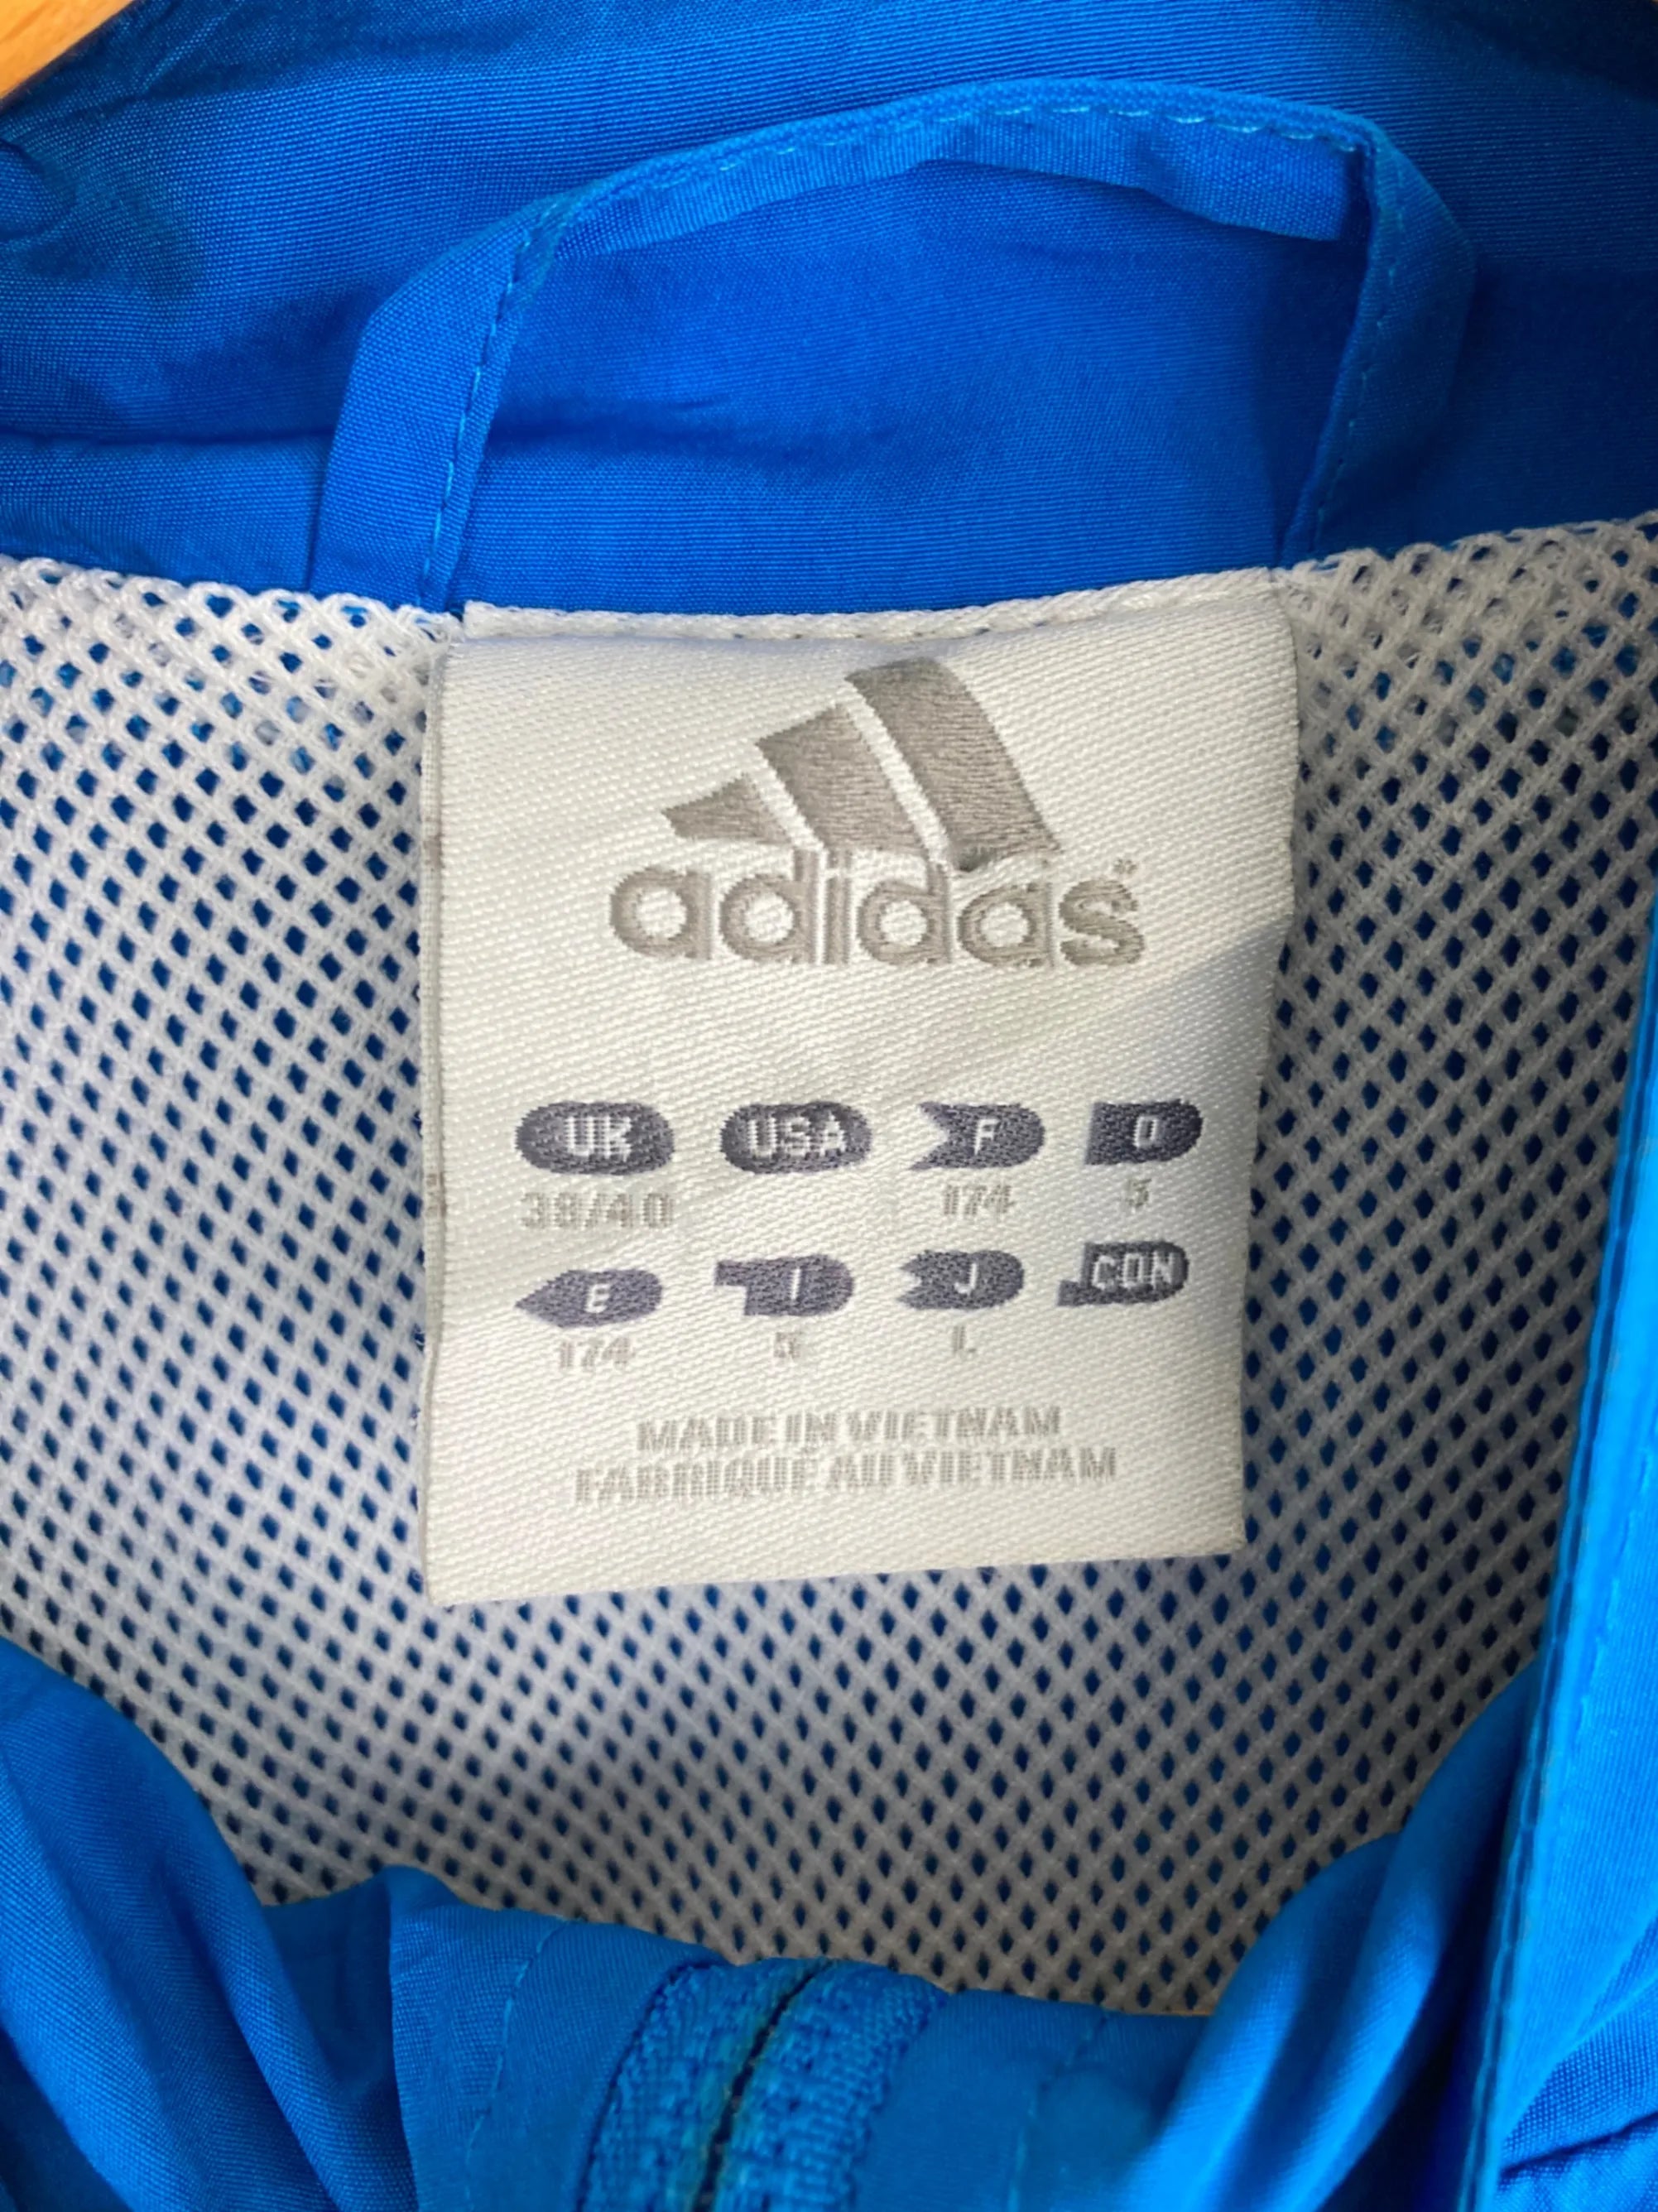 adidas®
UK USA F D
38/40 174 5
E I J CON
174 5 L
MADE IN VIETNAM
FABRIQUÉ AU VIETNAM